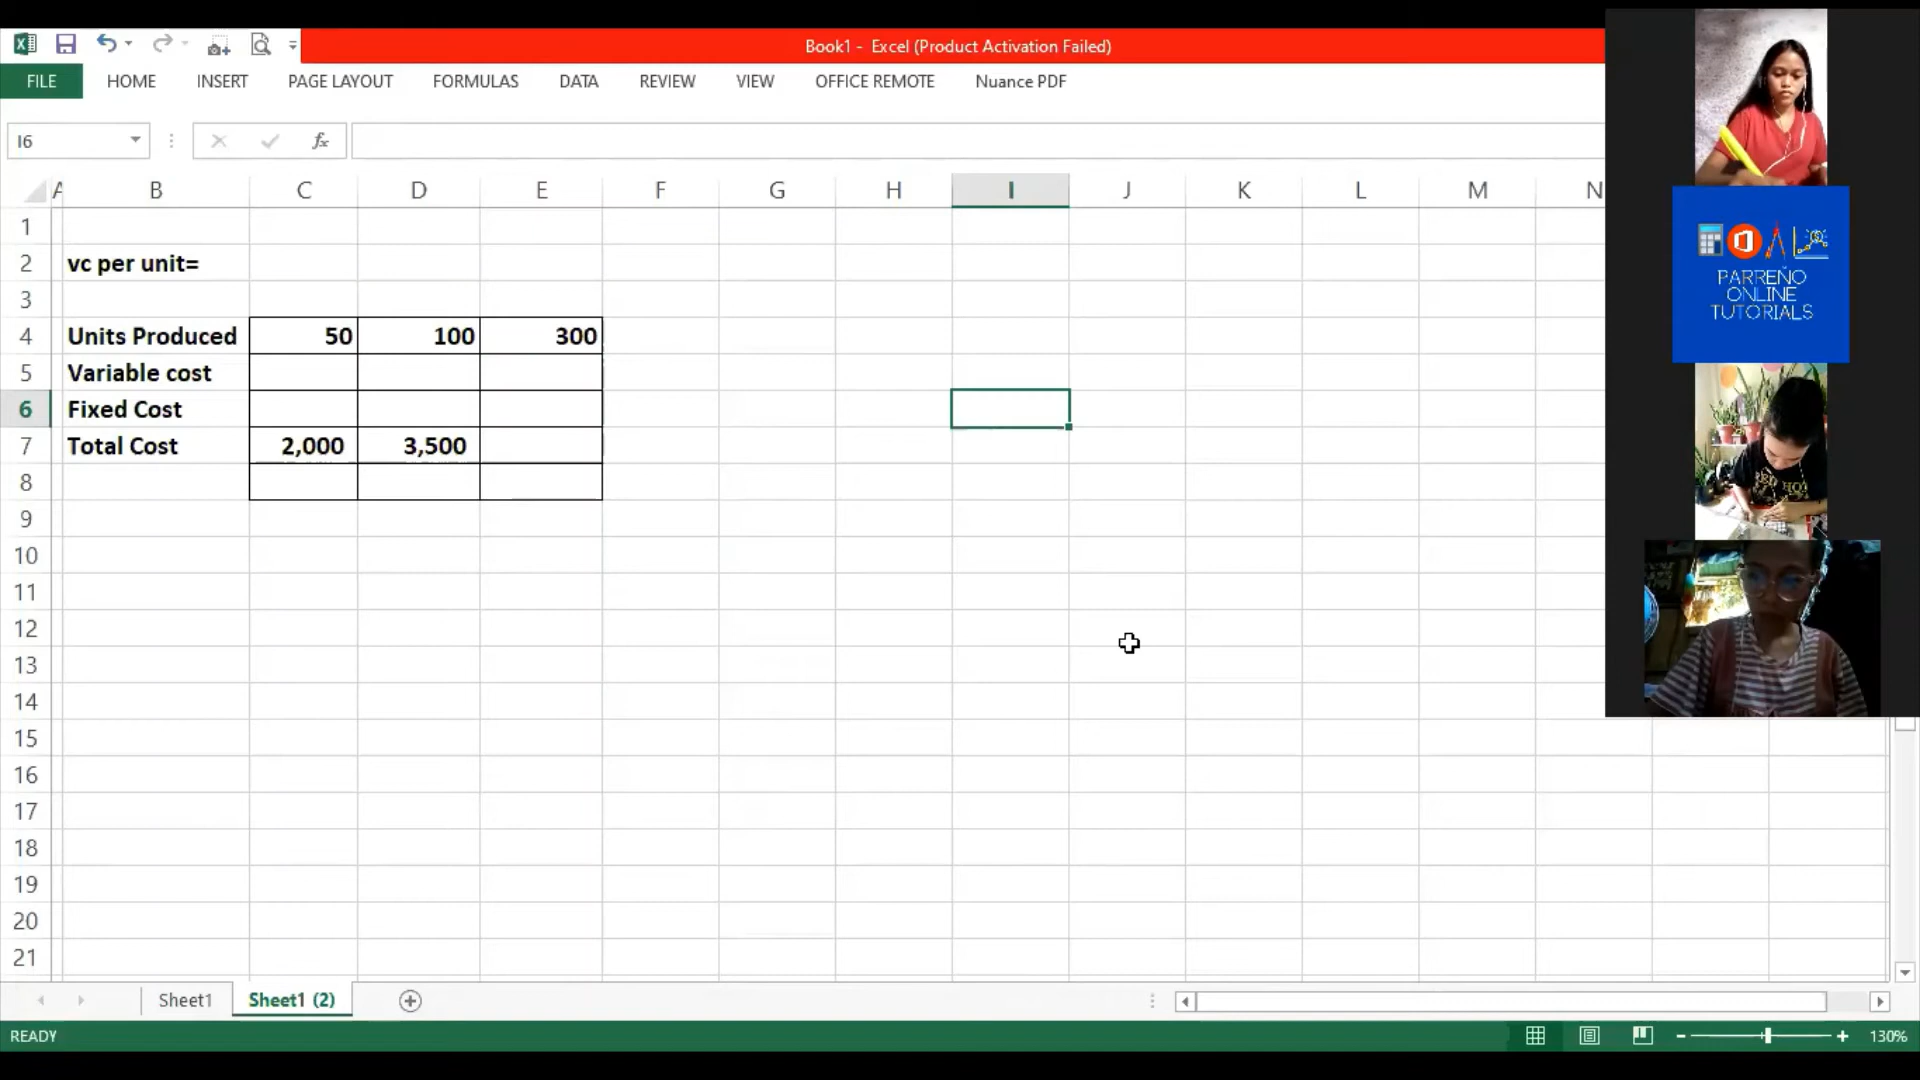 Book1 - Excel (Product Activation Failed)
FILE HOME INSERT PAGE LAYOUT FORMULAS DATA REVIEW VIEW OFFICE REMOTE Nuance PDF
I6 fx
A B C D E F G H I J K L M N
1
2 vc per unit=
3
4 Units Produced 50 100 300
5 Variable cost
6 Fixed Cost
7 Total Cost 2,000 3,500
8
9
10
11
12
13
14
15
16
17
18
19
20
21
Sheet1 Sheet1 (2)
READY 130%
PARREÑO
ONLINE
TUTORIALS